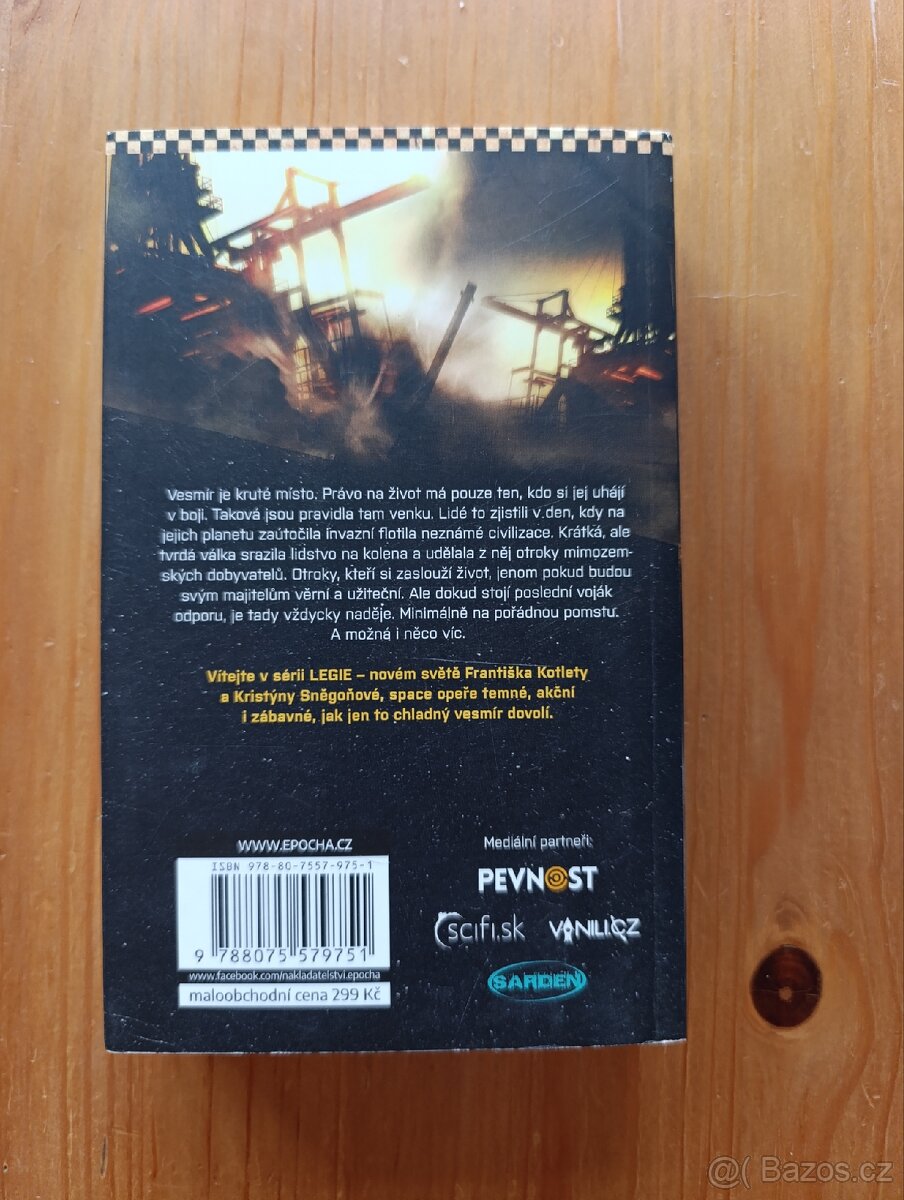 Vesmír je kruté místo. Právo na život má pouze ten, kdo si jej uhájí
v boji. Taková jsou pravidla tam venku. Lidé to zjistili v den, kdy na
jejich planetu zaútočila invazní flotila neznámé civilizace. Krátká, ale
tvrdá válka srazila lidstvo na kolena a udělala z něj otroky mimozem-
ských dobyvatelů. Otroky, kteří si zaslouží život, jenom pokud budou
svým majitelům věrní a užiteční. Ale dokud stojí poslední voják
odporu, je tady vždycky naděje. Minimálně na pořádnou pomstu.
A možná i něco víc.
Vítejte v sérii LEGIE – novém světě Františka Kotlety
a Kristýny Sněgoňové, space opeře temné, akční
i zábavné, jak jen to chladný vesmír dovolí.
WWW.EPOCHA.CZ
ISBN 978-80-7557-975-1
9 788075 579751
www.facebook.com/nakladatelstvi.epocha
maloobchodní cena 299 Kč
Mediální partneři:
PEVNOST
scifi.sk VANILI.CZ
SARDEN
@( Bazos.cz